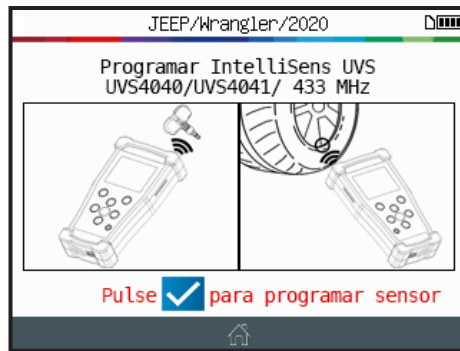 JEEP/Wrangler/2020
Programar IntelliSens UVS
UVS4040/UVS4041/ 433 MHz
Pulse para programar sensor